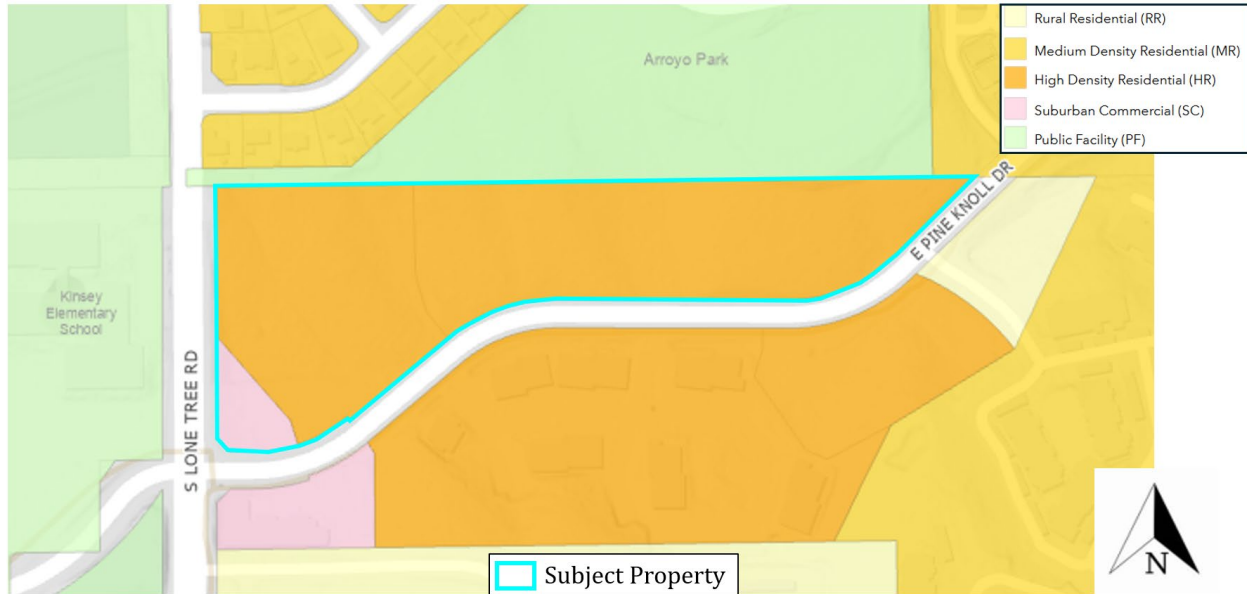 Rural Residential (RR)
Arroyo Park
Medium Density Residential (MR)
High Density Residential (HR)
Suburban Commercial (SC)
Public Facility (PF)
E PINE KNOLL DR
Kinsey
Elementary
School
S LONE TREE RD
N
Subject Property